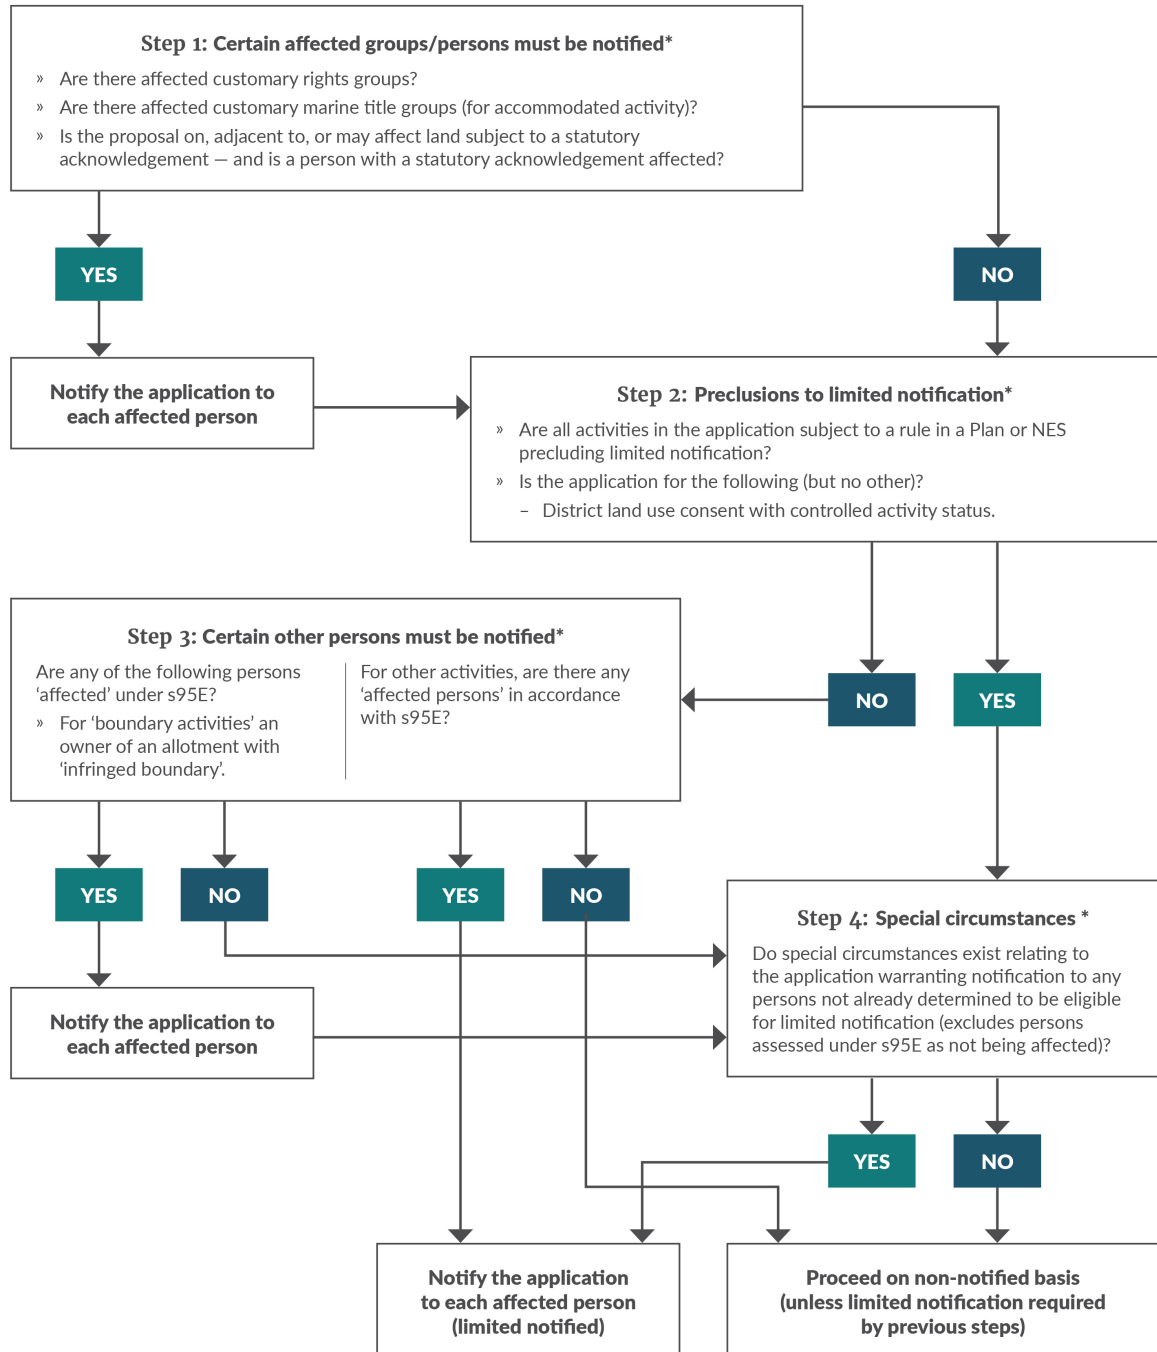 Step 1: Certain affected groups/persons must be notified*
» Are there affected customary rights groups?
» Are there affected customary marine title groups (for accommodated activity)?
» Is the proposal on, adjacent to, or may affect land subject to a statutory
acknowledgement — and is a person with a statutory acknowledgement affected?
YES
NO
Notify the application to
each affected person
Step 2: Preclusions to limited notification*
» Are all activities in the application subject to a rule in a Plan or NES
precluding limited notification?
» Is the application for the following (but no other)?
– District land use consent with controlled activity status.
Step 3: Certain other persons must be notified*
Are any of the following persons
‘affected’ under s95E?
» For ‘boundary activities’ an
owner of an allotment with
‘infringed boundary’.
For other activities, are there any
‘affected persons’ in accordance
with s95E?
NO
YES
YES
NO
YES
NO
Step 4: Special circumstances *
Do special circumstances exist relating to
the application warranting notification to any
persons not already determined to be eligible
for limited notification (excludes persons
assessed under s95E as not being affected)?
Notify the application to
each affected person
YES
NO
Notify the application
to each affected person
(limited notified)
Proceed on non-notified basis
(unless limited notification required
by previous steps)